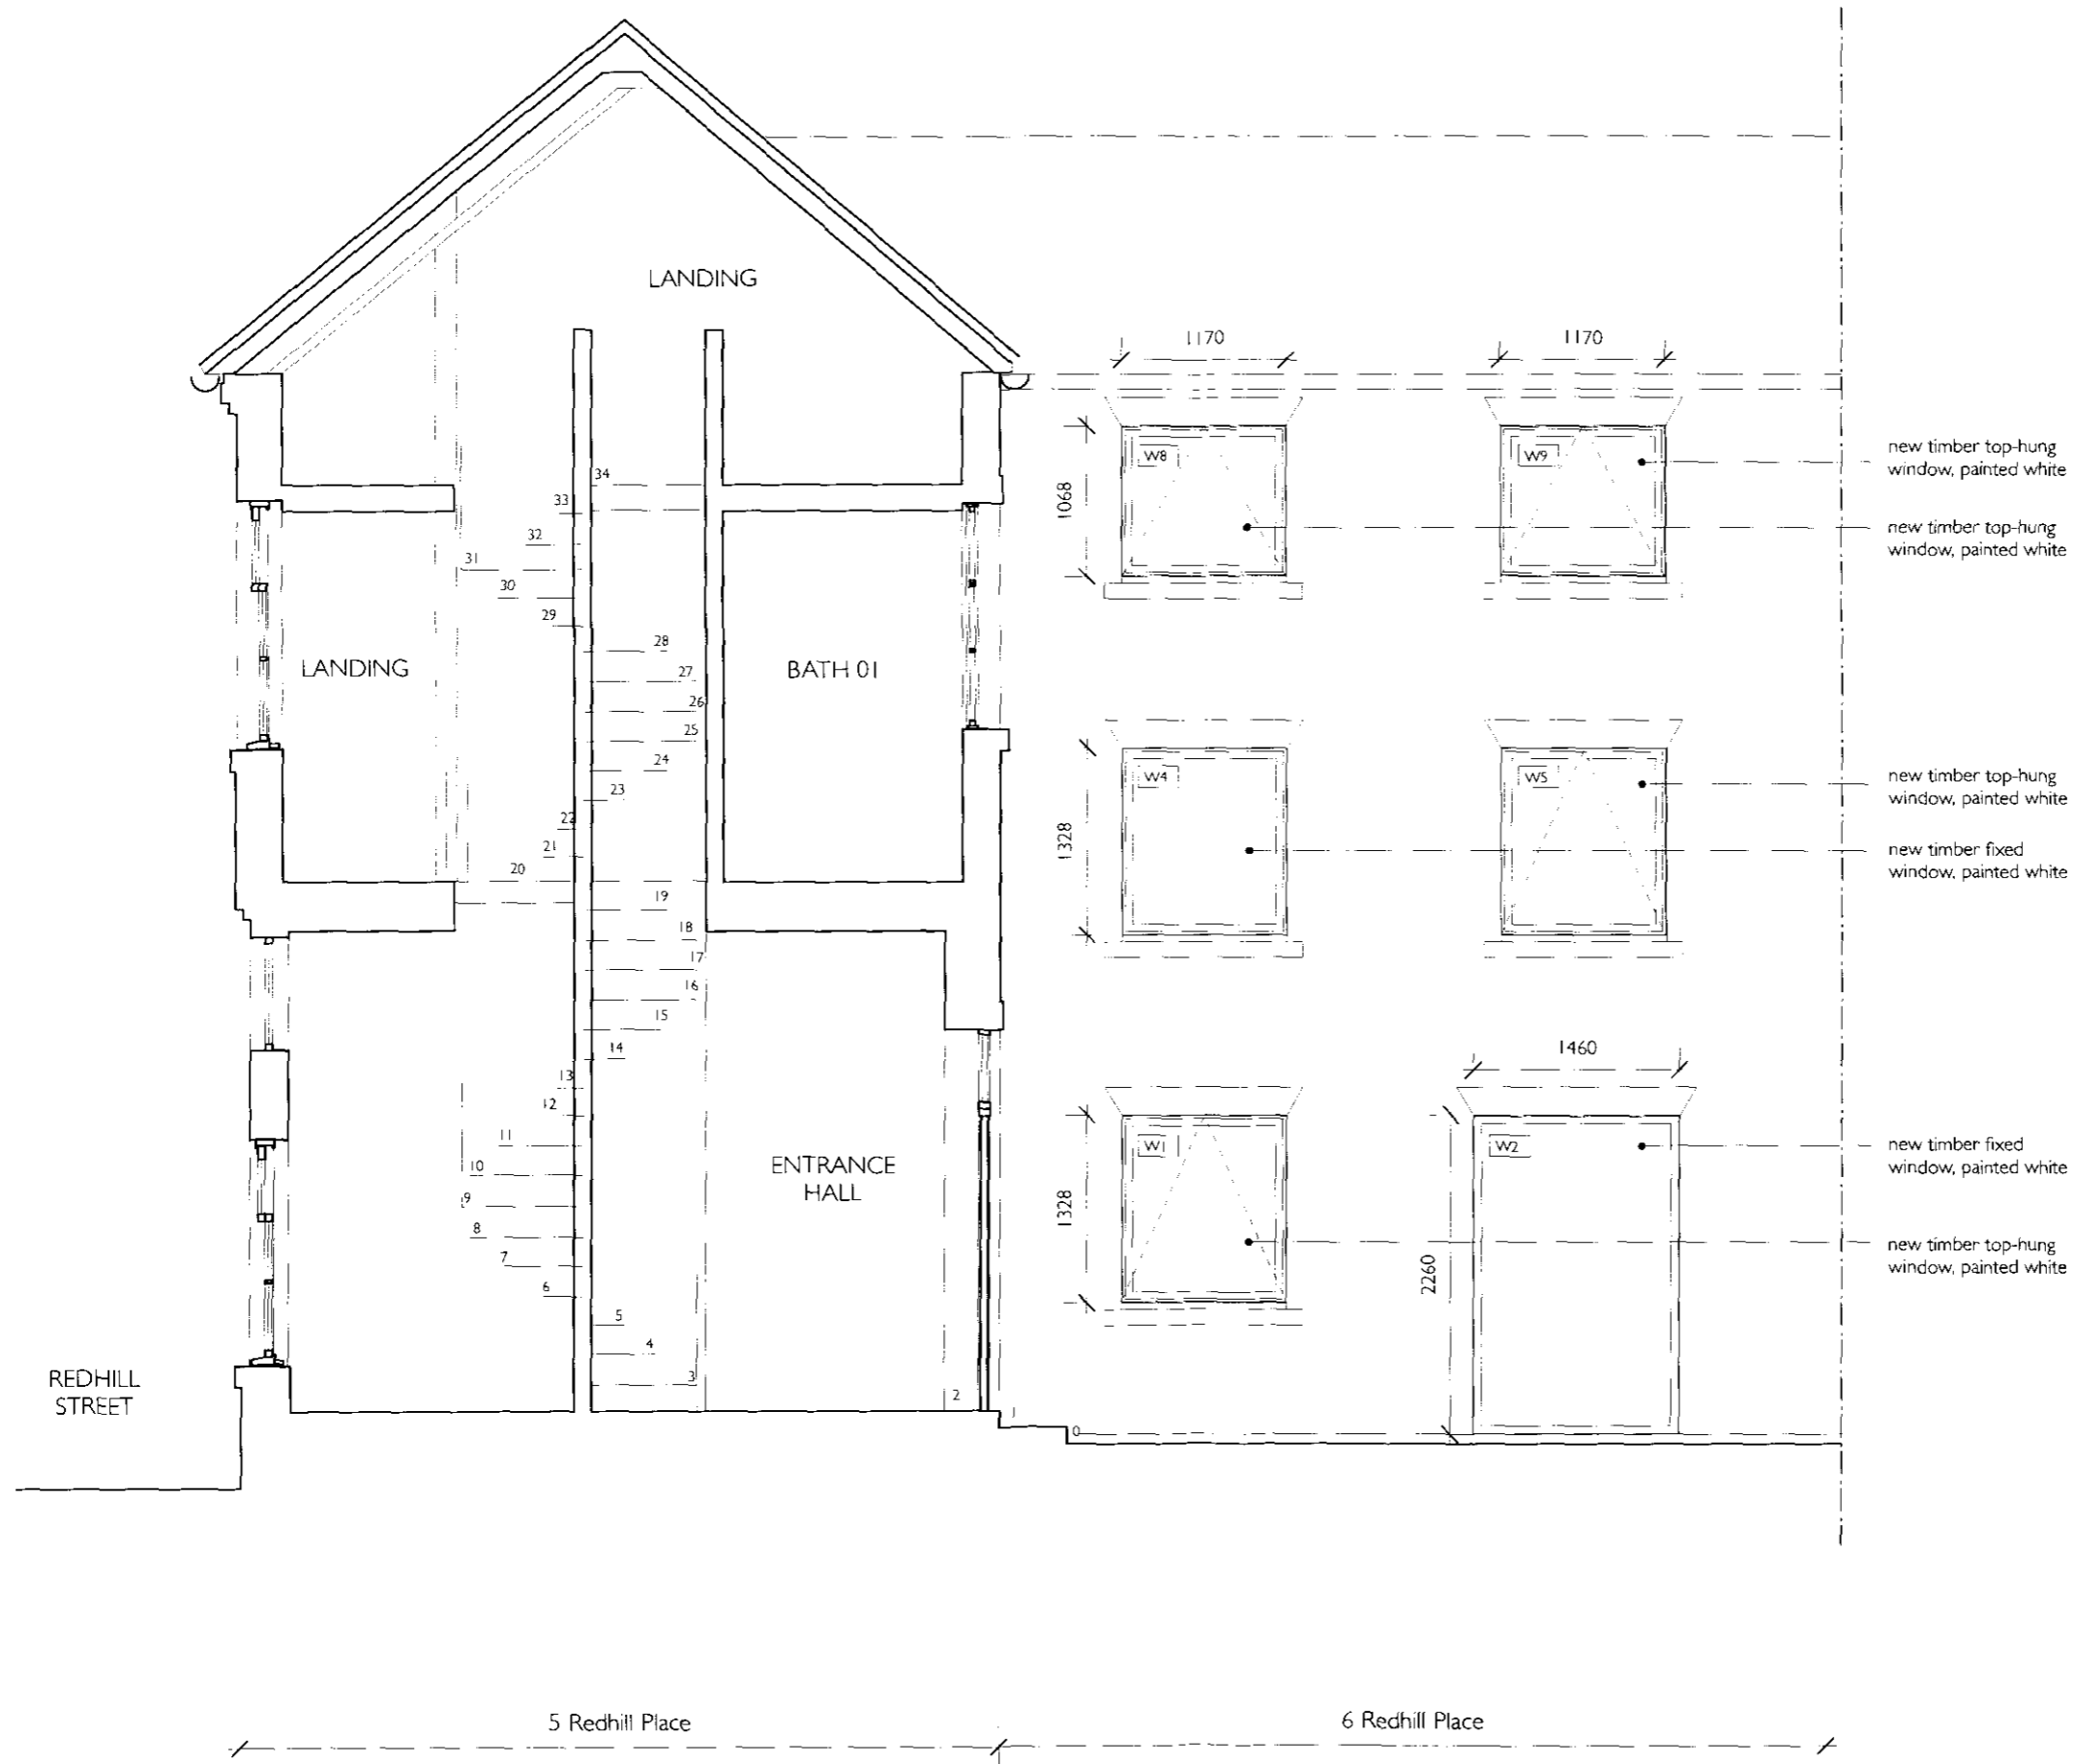 LANDING
1170
1170
W8
W9
new timber top-hung
window, painted white
1068
new timber top-hung
window, painted white
34
33
32
31
30
29
28
27
26
25
24
23
22
21
20
19
18
17
16
15
14
13
12
11
10
9
8
7
6
5
4
3
2
0
LANDING
BATH 01
W4
W5
new timber top-hung
window, painted white
1328
new timber fixed
window, painted white
1460
ENTRANCE
HALL
W1
W2
new timber fixed
window, painted white
1328
2260
new timber top-hung
window, painted white
REDHILL
STREET
5 Redhill Place
6 Redhill Place